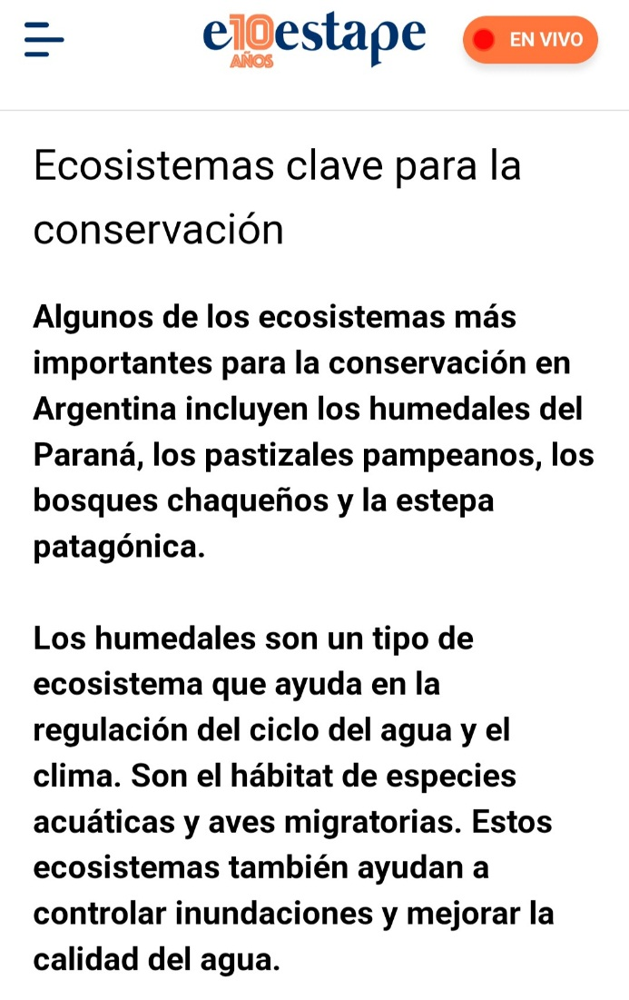 e10estape
AÑOS
EN VIVO
Ecosistemas clave para la
conservación
Algunos de los ecosistemas más
importantes para la conservación en
Argentina incluyen los humedales del
Paraná, los pastizales pampeanos, los
bosques chaqueños y la estepa
patagónica.
Los humedales son un tipo de
ecosistema que ayuda en la
regulación del ciclo del agua y el
clima. Son el hábitat de especies
acuáticas y aves migratorias. Estos
ecosistemas también ayudan a
controlar inundaciones y mejorar la
calidad del agua.